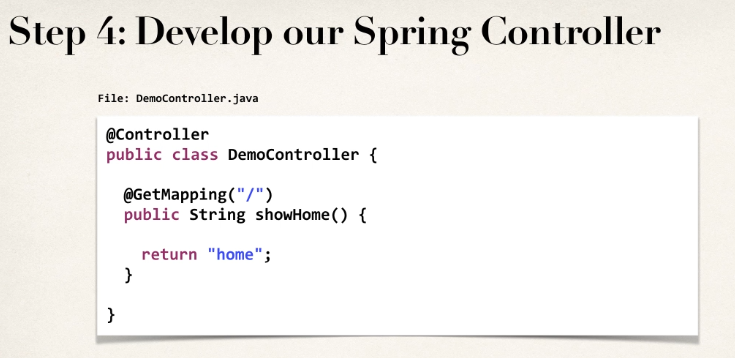 Step 4: Develop our Spring Controller
File: DemoController.java
@Controller
public class DemoController {
@GetMapping("/")
public String showHome() {
return "home";
}
}